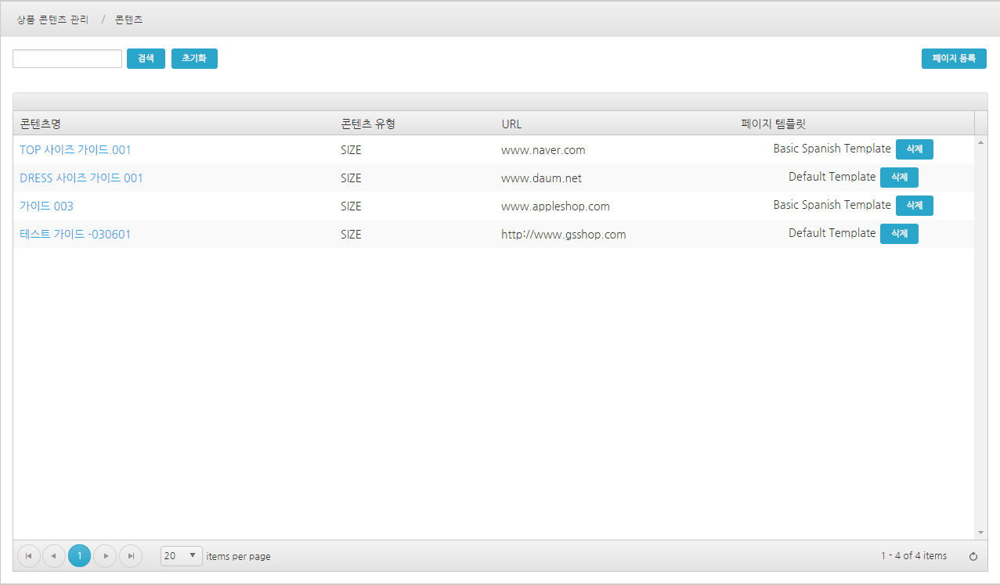 상품 콘텐츠 관리 / 콘텐츠
검색 초기화 페이지 등록
콘텐츠명 콘텐츠 유형 URL 페이지 템플릿
TOP 사이즈 가이드.001 SIZE www.naver.com Basic Spanish Template 삭제
DRESS 사이즈 가이드 001 SIZE www.daum.net Default Template 삭제
가이드 003 SIZE www.appleshop.com Basic Spanish Template 삭제
테스트 가이드 -030601 SIZE http://www.gsshop.com Default Template 삭제
1 20 items per page 1 - 4 of 4 items